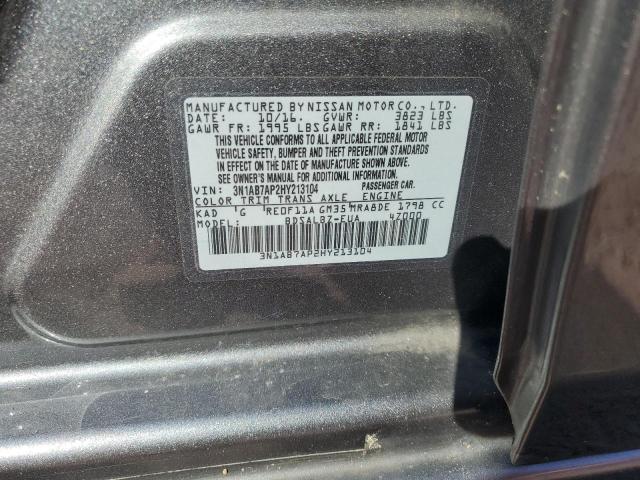 MANUFACTURED BY NISSAN MOTOR CO., LTD.
DATE: 10/16. GVWR: 3823 LBS
GAWR FR: 1995 LBS GAWR RR: 1841 LBS
THIS VEHICLE CONFORMS TO ALL APPLICABLE FEDERAL MOTOR
VEHICLE SAFETY, BUMPER AND THEFT PREVENTION STANDARDS
IN EFFECT ON THE DATE OF MANUFACTURE SHOWN ABOVE.
SEE OWNER'S MANUAL FOR ADDITIONAL INFORMATION.
VIN: 3N1AB7AP2HY213104 PASSENGER CAR.
COLOR TRIM TRANS AXLE ENGINE
KAD G RE0F11A GM35 MRA8DE 1798 CC
MODEL: BDSALBZ-EUA 4Z000
3N1AB7AP2HY213104